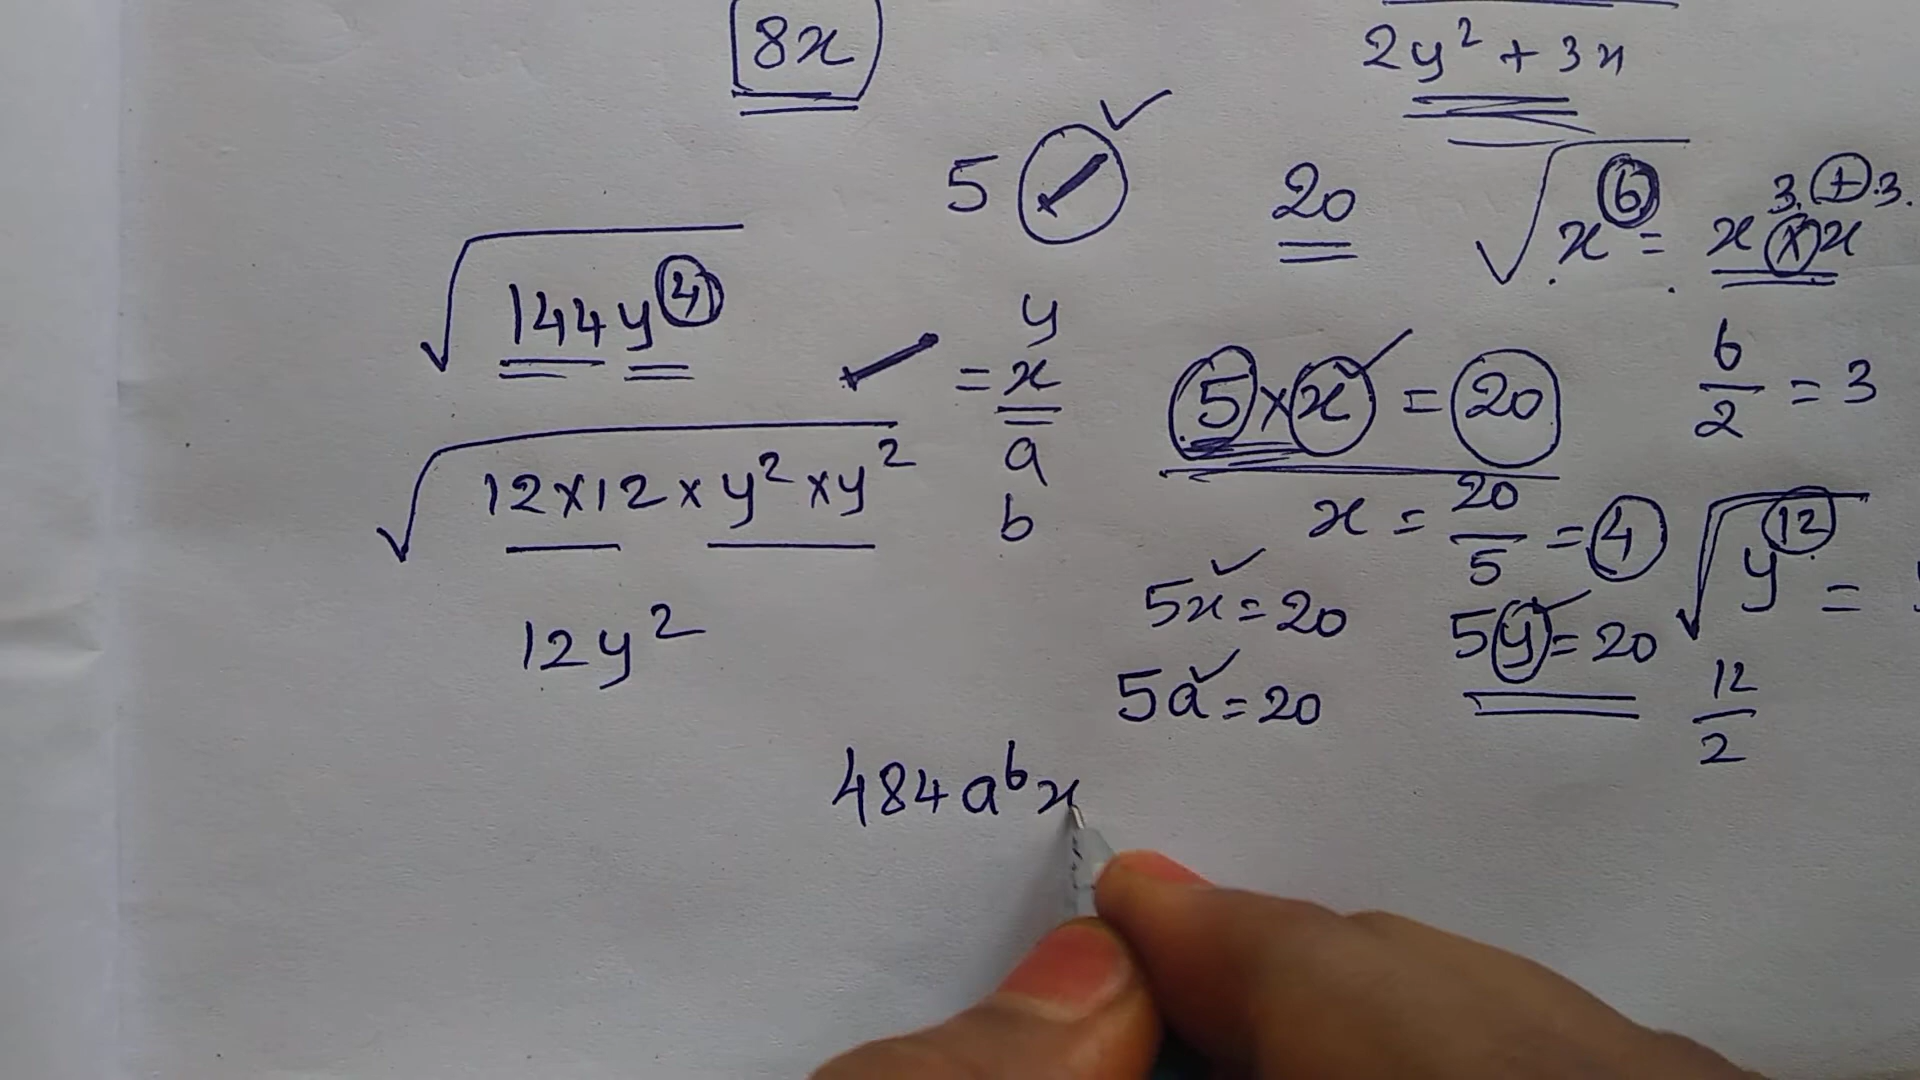 8x
2y² + 3x
5
20
√x⁶ = x³ × x³
+
√144y⁴
= x
y
a
b
5 × x = 20
6/2 = 3
√12×12×y²×y²
x = 20/5 = 4
√y¹² =
12y²
5x = 20
5y = 20
12/2
5a = 20
484a⁶x